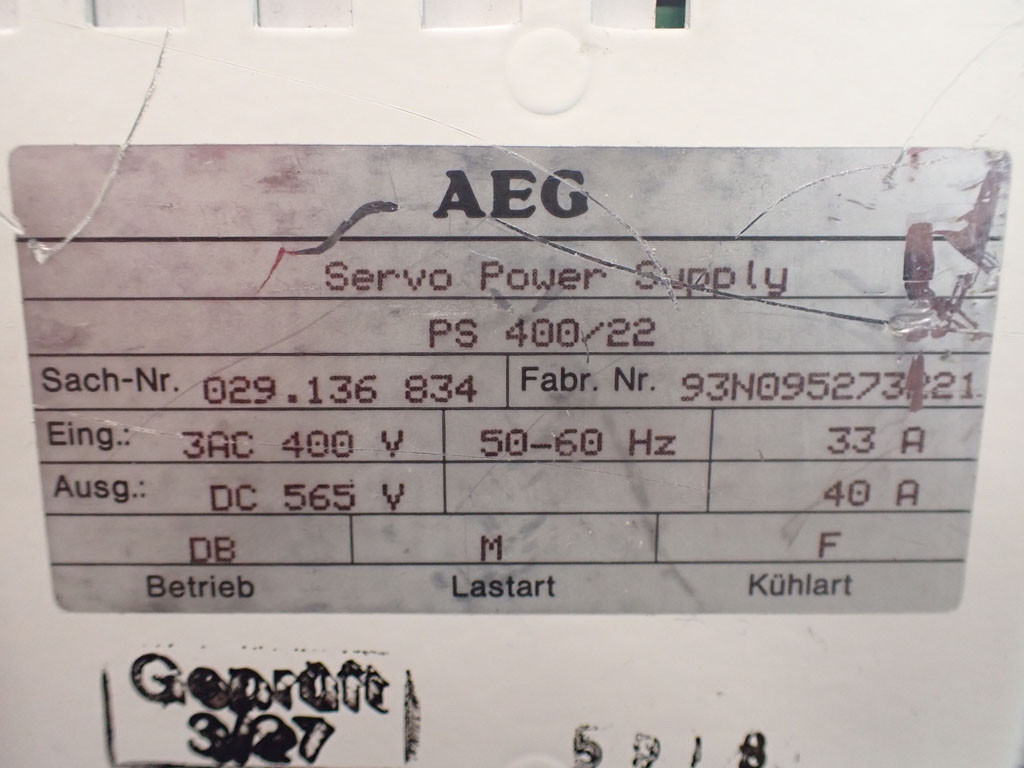 AEG
Servo Power Supply
PS 400/22
Sach-Nr. 029.136 834 Fabr. Nr.
Eing.: 3AC 400 V 50-60 Hz 33 A
Ausg.: DC 565 V 40 A
DB M F
Betrieb Lastart Kühlart
Geprüft